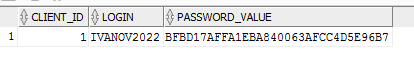 CLIENT_ID LOGIN PASSWORD_VALUE
1 1 IVANOV2022 BFBD17AFFA1EBA840063AFCC4D5E96B7